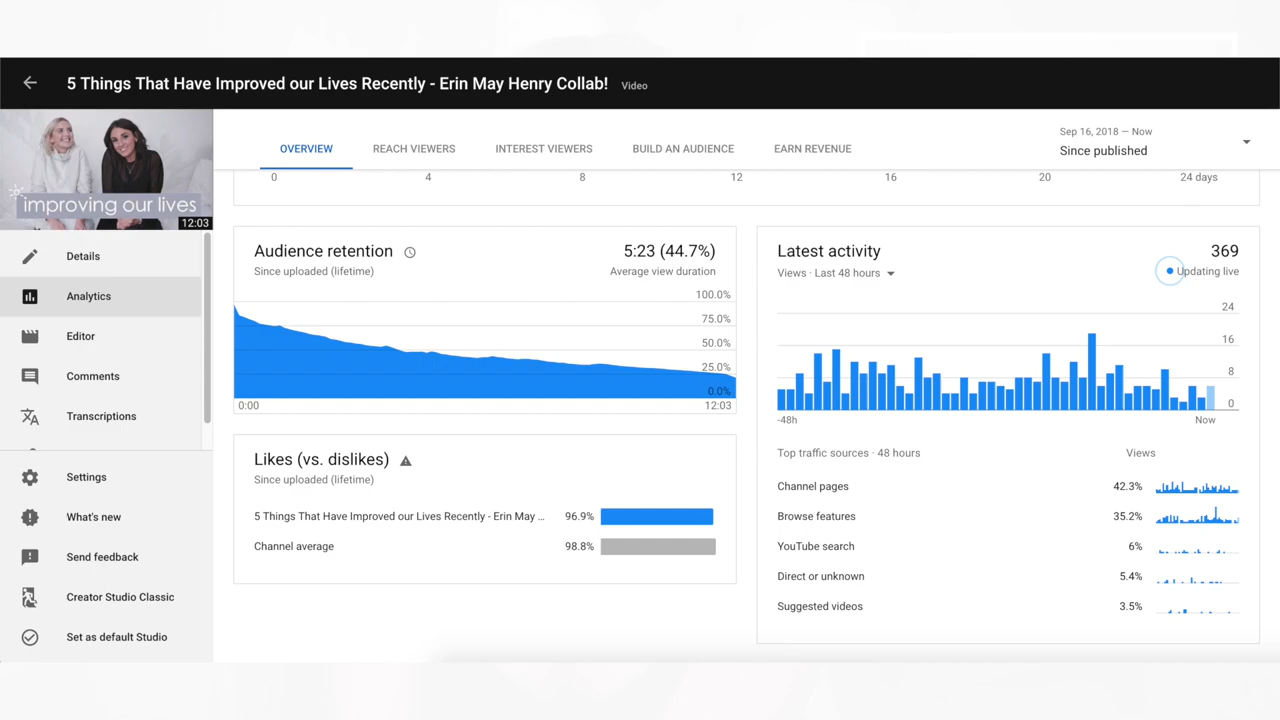 5 Things That Have Improved our Lives Recently - Erin May Henry Collab! Video
improving our lives
12:03
Details
Analytics
Editor
Comments
Transcriptions
Settings
What's new
Send feedback
Creator Studio Classic
Set as default Studio
OVERVIEW REACH VIEWERS INTEREST VIEWERS BUILD AN AUDIENCE EARN REVENUE
Sep 16, 2018 — Now
Since published
0 4 8 12 16 20 24 days
Audience retention 5:23 (44.7%)
Since uploaded (lifetime) Average view duration
100.0%
75.0%
50.0%
25.0%
0.0%
0:00 12:03
Likes (vs. dislikes)
Since uploaded (lifetime)
5 Things That Have Improved our Lives Recently - Erin May ... 96.9%
Channel average 98.8%
Latest activity 369
Views · Last 48 hours Updating live
24
16
8
0
-48h Now
Top traffic sources · 48 hours Views
Channel pages 42.3%
Browse features 35.2%
YouTube search 6%
Direct or unknown 5.4%
Suggested videos 3.5%